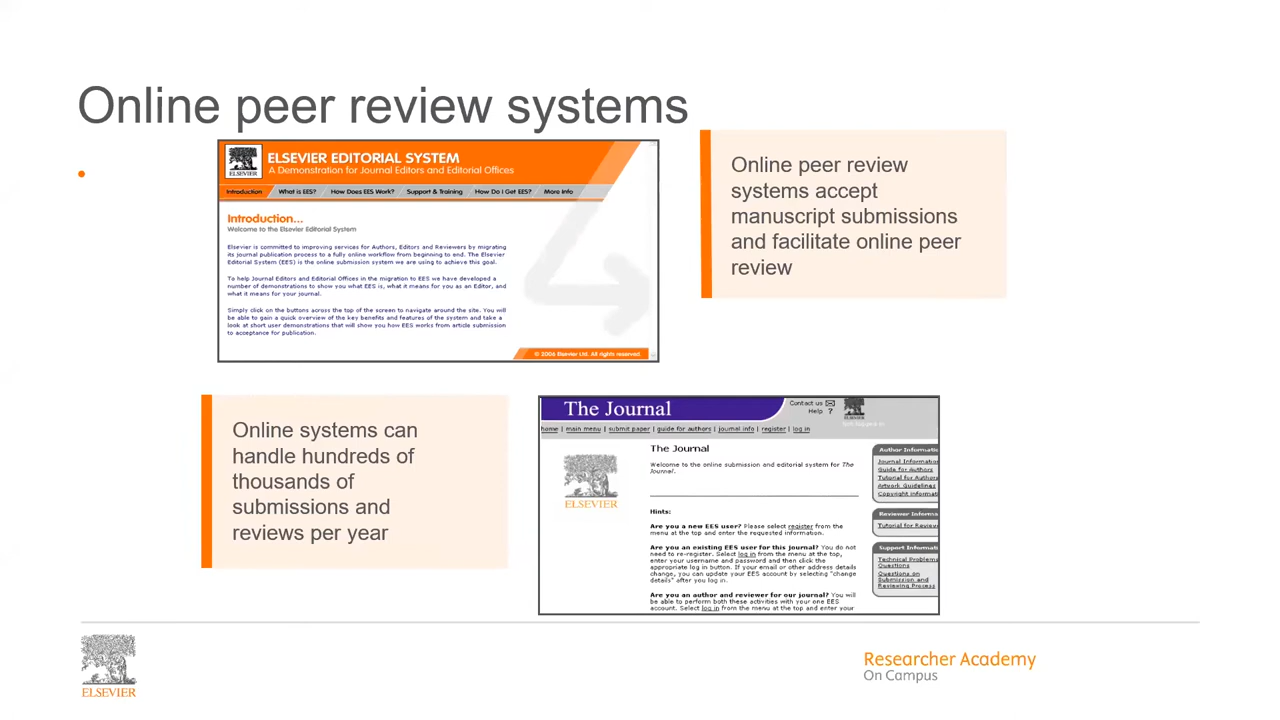 Online peer review systems
ELSEVIER
ELSEVIER EDITORIAL SYSTEM
A Demonstration for Journal Editors and Editorial Offices
Introduction What is EES? How Does EES Work? Support & Training How Do I Get EES? More Info
Introduction...
Welcome to the Elsevier Editorial System
Elsevier is committed to improving services for Authors, Editors and Reviewers by migrating
its journal publication process to a fully online workflow from beginning to end. The Elsevier
Editorial System (EES) is the online submission system we are using to achieve this goal.
To help Journal Editors and Editorial Offices in the migration to EES we have developed a
number of demonstrations to show you what EES is, what it means for you as an Editor, and
what it means for your journal.
Simply click on the buttons across the top of the screen to navigate around the site. You will
be able to gain a quick overview of the key benefits and features of the system and take a
look at short user demonstrations that will show you how EES works from article submission
to acceptance for publication.
© 2006 Elsevier Ltd. All rights reserved.
Online peer review
systems accept
manuscript submissions
and facilitate online peer
review
Online systems can
handle hundreds of
thousands of
submissions and
reviews per year
The Journal
Contact us
Help ?
home | main menu | submit paper | guide for authors | journal info | register | log in
ELSEVIER
The Journal
Welcome to the online submission and editorial system for The
Journal.
Hints:
Are you a new EES user? Please select register from the
menu at the top and enter the requested information.
Are you an existing EES user for this journal? You do not
need to re-register. Select log in from the menu at the top,
enter your username and password and then click the
appropriate log in button. If your email or other address details
change, you can update your EES account by selecting "change
details" after you log in.
Are you an author and reviewer for our journal? You will
be able to perform both these activities with your one EES
account. Select log in from the menu at the top and enter your
Author Informati
Journal Information
Guide for Authors
Tutorial for Authors
Artwork Guidelines
Copyright Informati
Reviewer Informa
Tutorial for Review
Support Informati
Technical Problems
Questions
Questions on
Submission and
Reviewing Process
ELSEVIER
Researcher Academy
On Campus